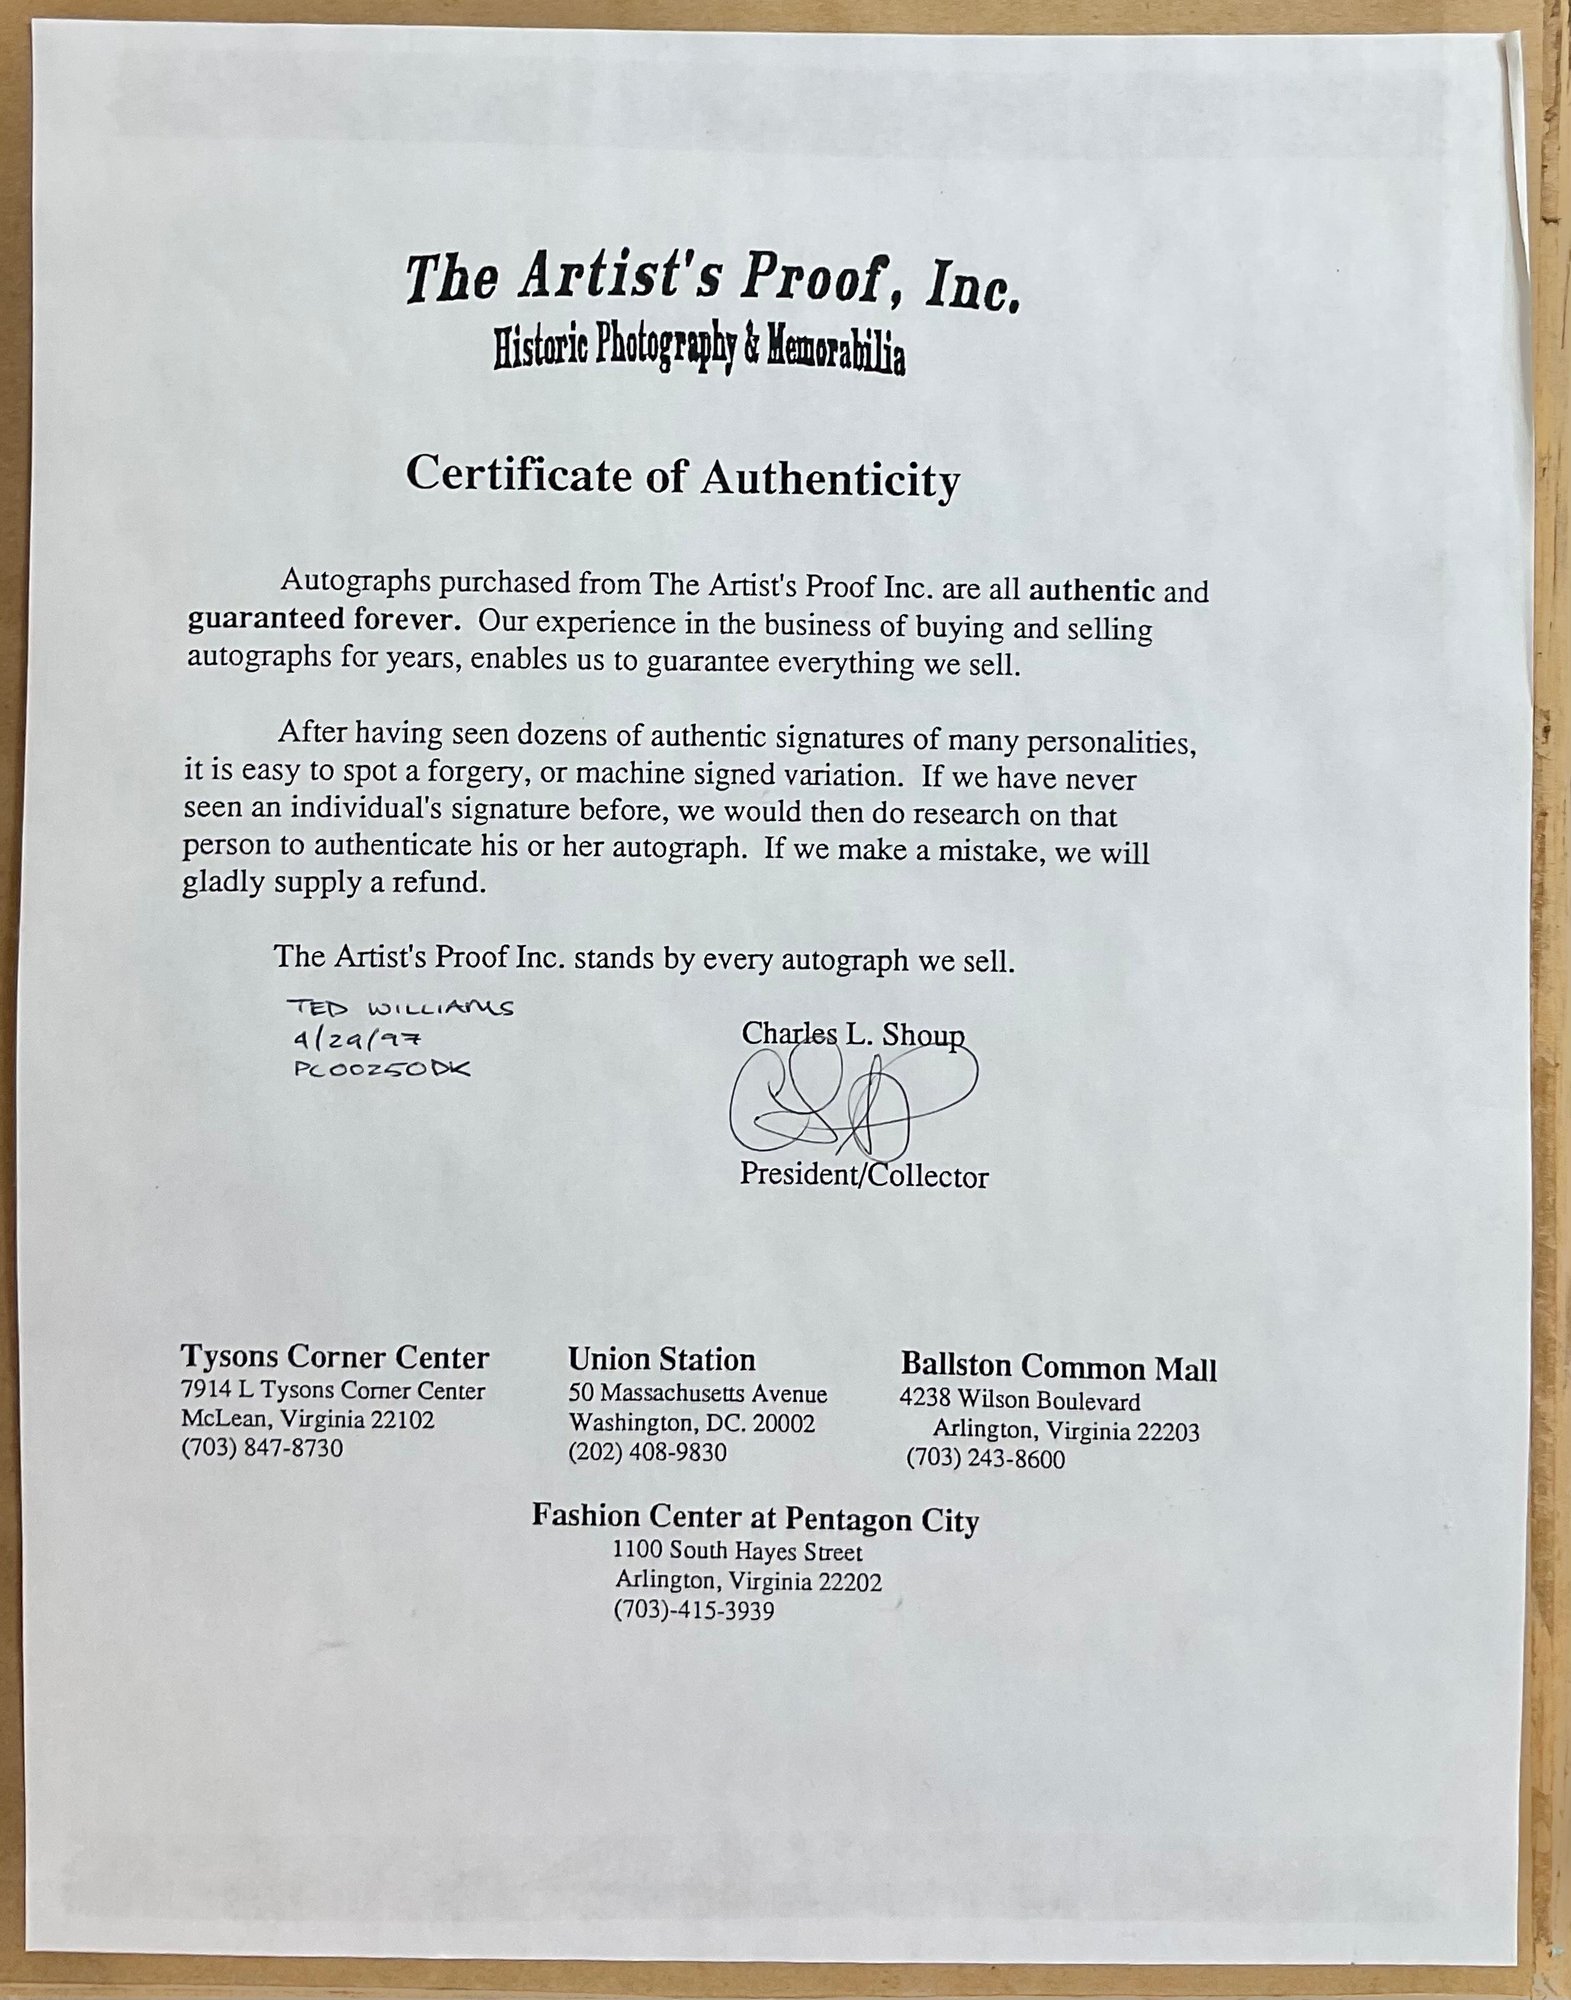 The Artist's Proof, Inc.
Historic Photography & Memorabilia
Certificate of Authenticity
Autographs purchased from The Artist's Proof Inc. are all authentic and
guaranteed forever. Our experience in the business of buying and selling
autographs for years, enables us to guarantee everything we sell.
After having seen dozens of authentic signatures of many personalities,
it is easy to spot a forgery, or machine signed variation. If we have never
seen an individual's signature before, we would then do research on that
person to authenticate his or her autograph. If we make a mistake, we will
gladly supply a refund.
The Artist's Proof Inc. stands by every autograph we sell.
TED WILLIAMS
4/29/97
PC00250DK
Charles L. Shoup
President/Collector
Tysons Corner Center
7914 L Tysons Corner Center
McLean, Virginia 22102
(703) 847-8730
Union Station
50 Massachusetts Avenue
Washington, DC. 20002
(202) 408-9830
Ballston Common Mall
4238 Wilson Boulevard
Arlington, Virginia 22203
(703) 243-8600
Fashion Center at Pentagon City
1100 South Hayes Street
Arlington, Virginia 22202
(703)-415-3939